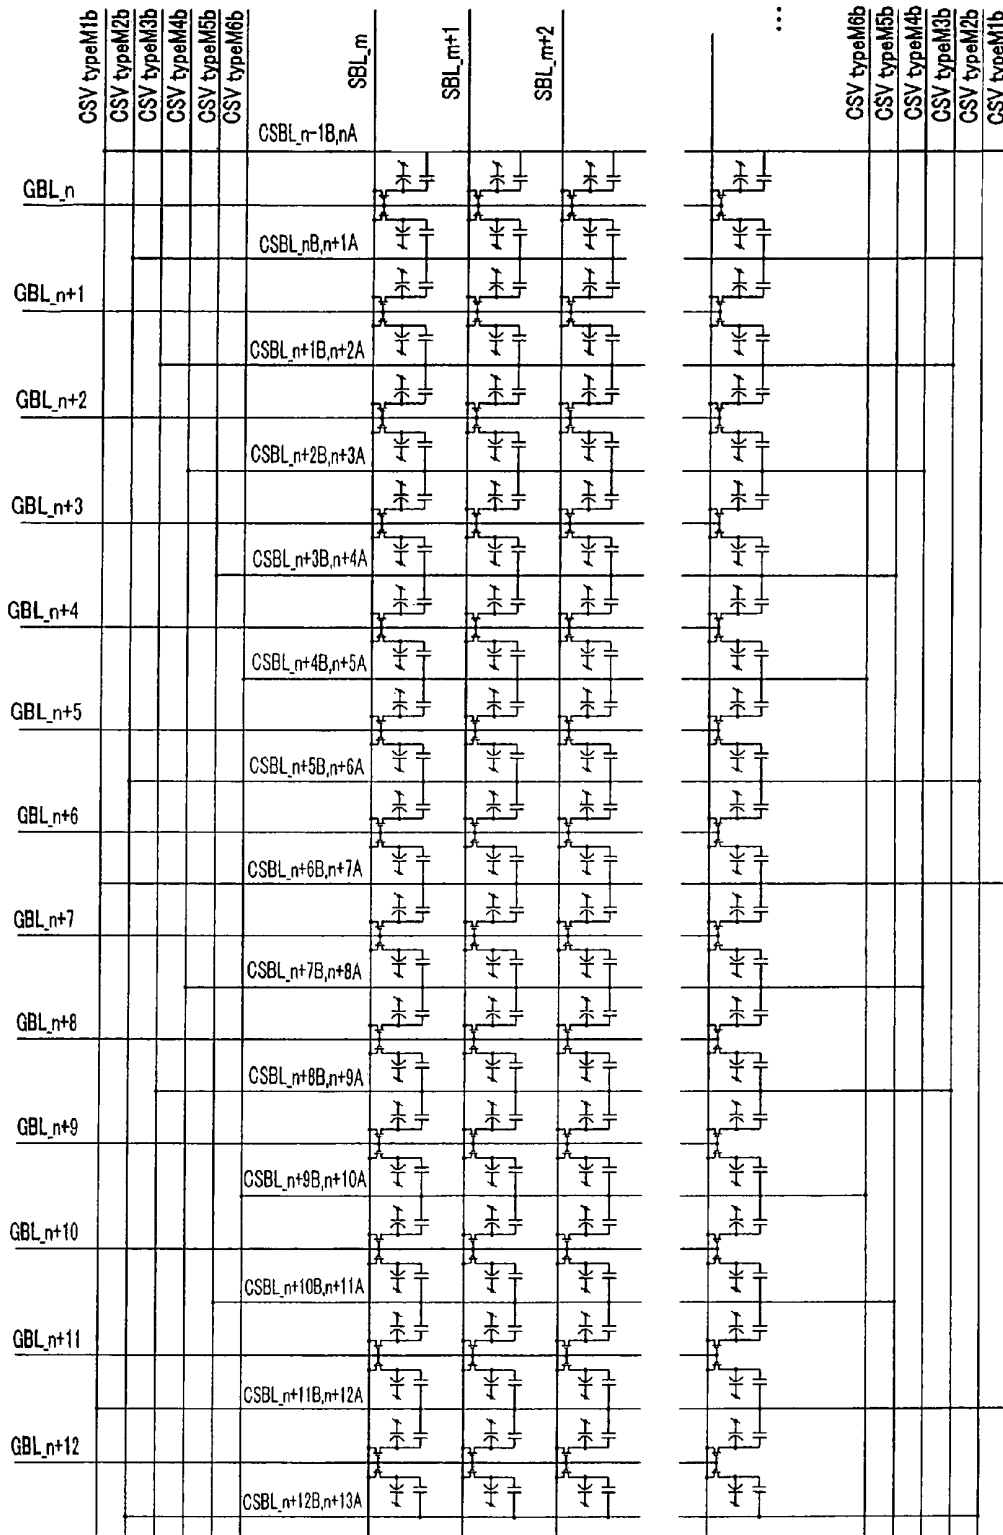 CSV typeM1b
CSV typeM2b
CSV typeM3b
CSV typeM4b
CSV typeM5b
CSV typeM6b
SBL_m
SBL_m+1
SBL_m+2
...
CSV typeM6b
CSV typeM5b
CSV typeM4b
CSV typeM3b
CSV typeM2b
CSV typeM1b
CSBL_n-1B,nA
GBL_n
CSBL_nB,n+1A
GBL_n+1
CSBL_n+1B,n+2A
GBL_n+2
CSBL_n+2B,n+3A
GBL_n+3
CSBL_n+3B,n+4A
GBL_n+4
CSBL_n+4B,n+5A
GBL_n+5
CSBL_n+5B,n+6A
GBL_n+6
CSBL_n+6B,n+7A
GBL_n+7
CSBL_n+7B,n+8A
GBL_n+8
CSBL_n+8B,n+9A
GBL_n+9
CSBL_n+9B,n+10A
GBL_n+10
CSBL_n+10B,n+11A
GBL_n+11
CSBL_n+11B,n+12A
GBL_n+12
CSBL_n+12B,n+13A